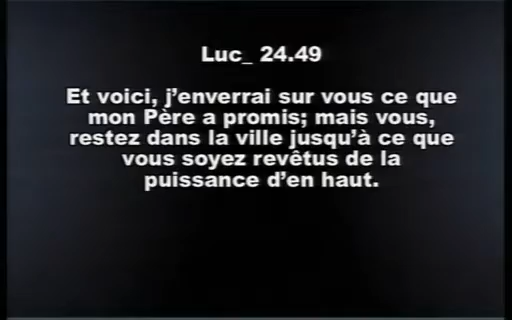 Luc_ 24.49
Et voici, j'enverrai sur vous ce que
mon Père a promis; mais vous,
restez dans la ville jusqu'à ce que
vous soyez revêtus de la
puissance d'en haut.